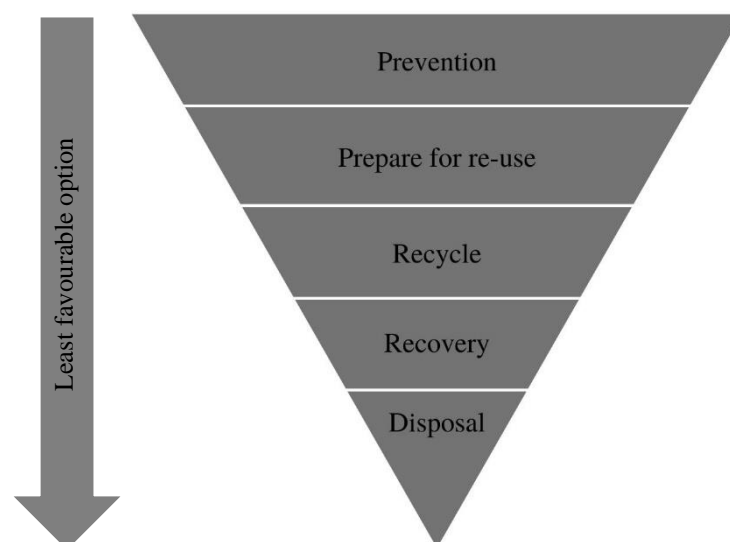 Prevention
Prepare for re-use
Recycle
Recovery
Disposal
Least favourable option